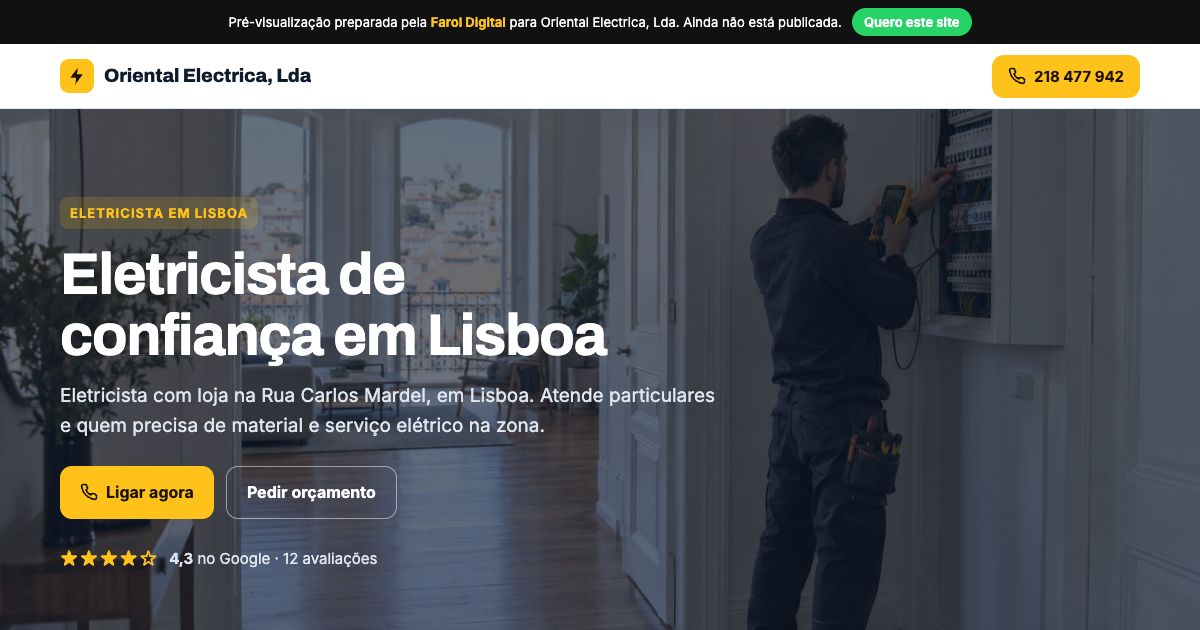 Pré-visualização preparada pela Farol Digital para Oriental Electrica, Lda. Ainda não está publicada. Quero este site
Oriental Electrica, Lda
218 477 942
ELETRICISTA EM LISBOA
Eletricista de
confiança em Lisboa
Eletricista com loja na Rua Carlos Mardel, em Lisboa. Atende particulares
e quem precisa de material e serviço elétrico na zona.
Ligar agora
Pedir orçamento
4,3 no Google · 12 avaliações